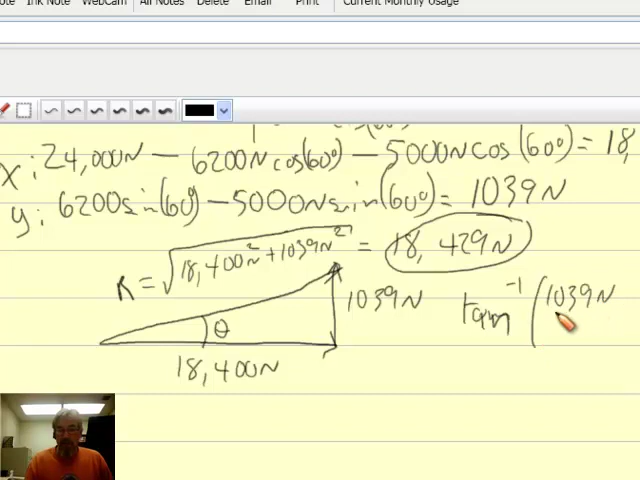 ote Ink Note WebCam All Notes Delete Email Print Current Monthly Usage
x: 24,000N − 6200N cos(60°) − 5000N cos (60°) = 18,
y: 6200 sin(60°) − 5000N sin(60°) = 1039N
R = √18,400N² + 1039N² = 18,429N
1039N tan⁻¹ (1039N
θ
18,400N